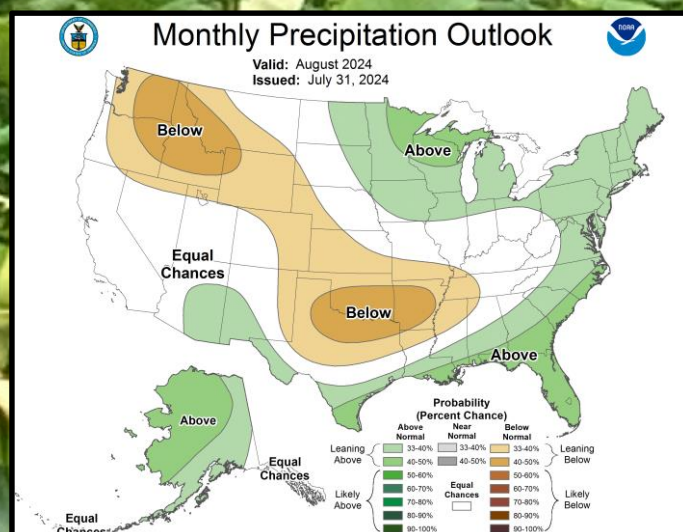 NOAA
Monthly Precipitation Outlook
Valid: August 2024
Issued: July 31, 2024
Below
Above
Equal
Chances
Below
Above
Above
Equal
Chances
Equal
Chances
Probability
(Percent Chance)
Above
Normal
Near
Normal
Below
Normal
Leaning
Above
33-40%
33-40%
33-40%
Leaning
Below
40-50%
40-50%
40-50%
Likely
Above
50-60%
50-60%
60-70%
Equal
Chances
60-70%
70-80%
70-80%
Likely
Below
80-90%
80-90%
90-100%
90-100%